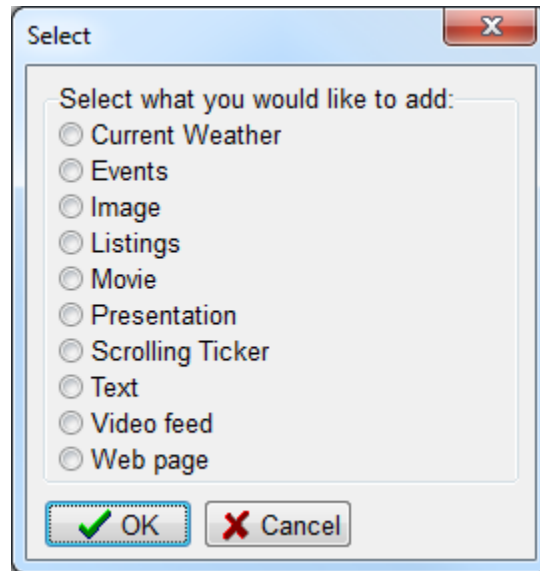 Select
Select what you would like to add:
Current Weather
Events
Image
Listings
Movie
Presentation
Scrolling Ticker
Text
Video feed
Web page
OK Cancel